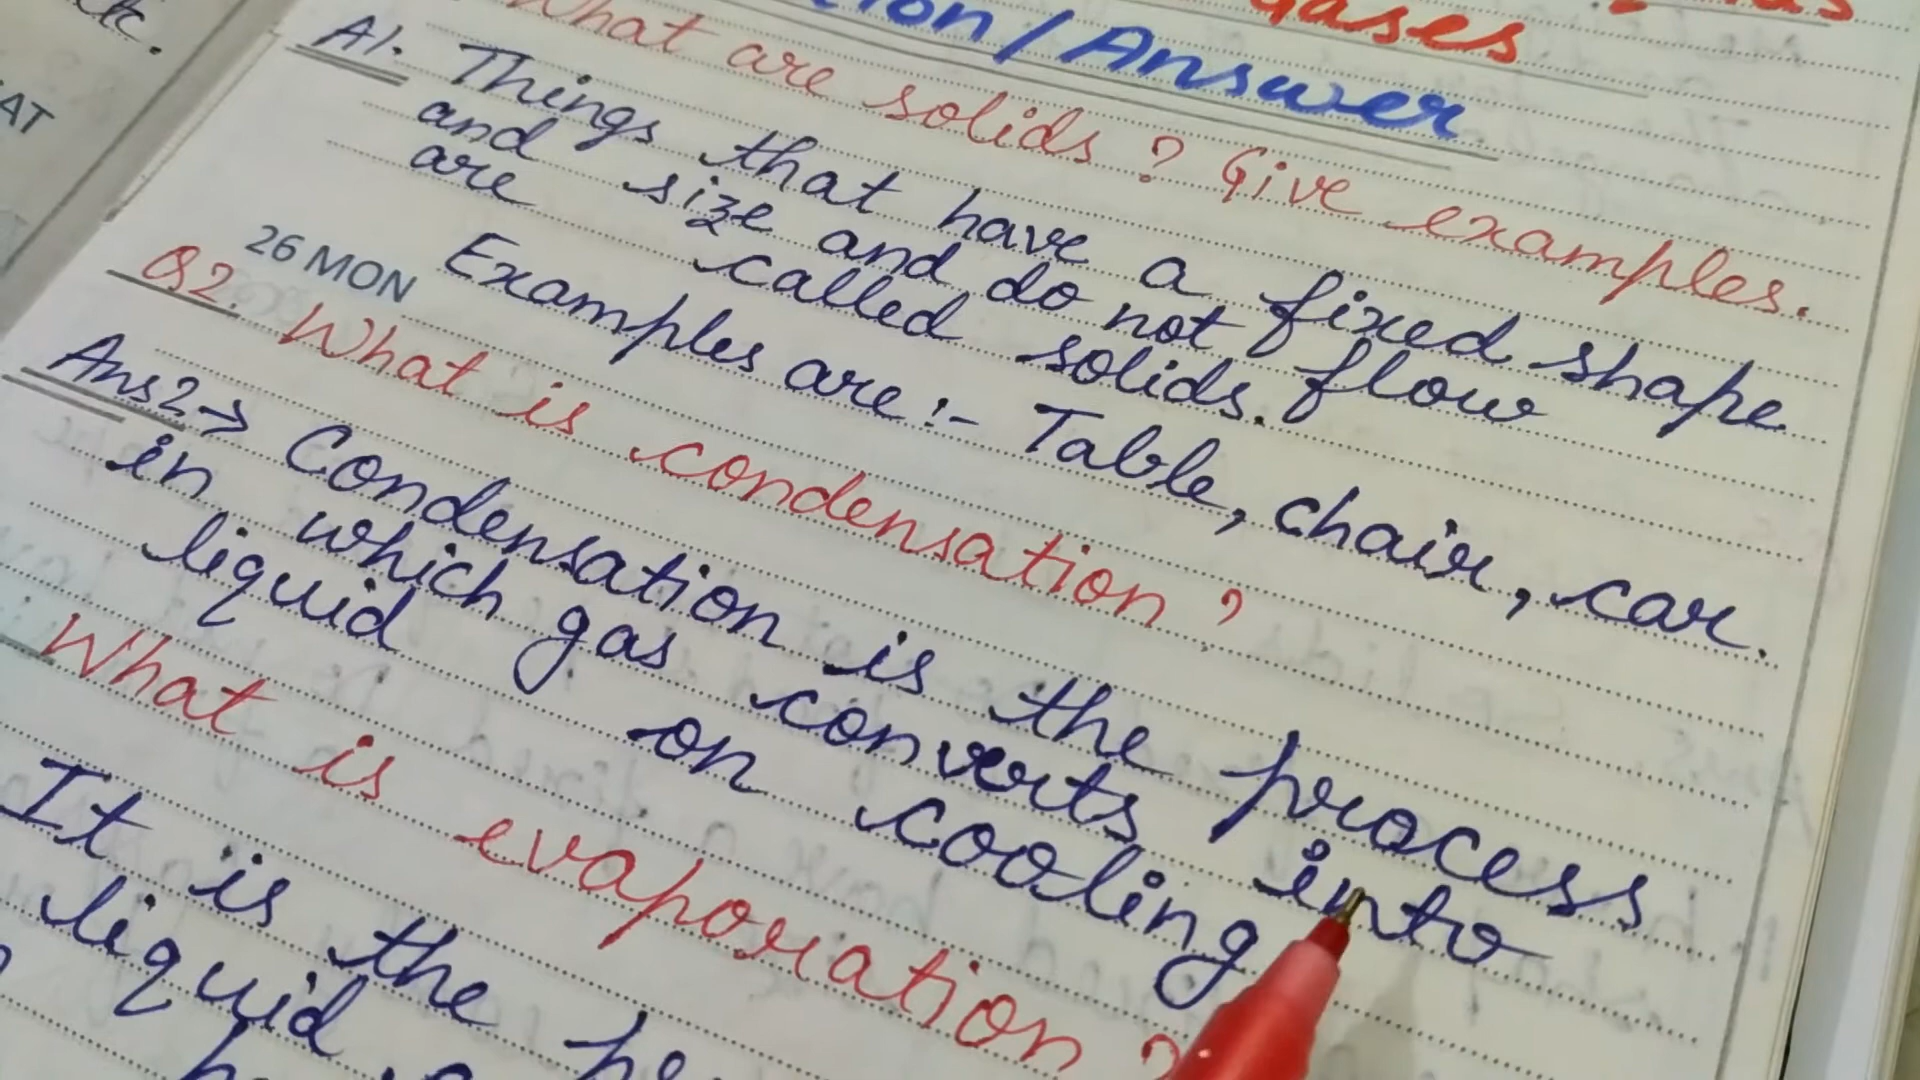 etc.
AT
Gases
/Answer
What are solids? Give examples.
A1. Things that have a fixed shape
and size and do not flow
are called solids.
26 MON
Examples are:- Table, chair, car.
Q2. What is condensation?
Ans2→ Condensation is the process
in which gas converts into
liquid on cooling
What is evaporation?
It is the
liquid